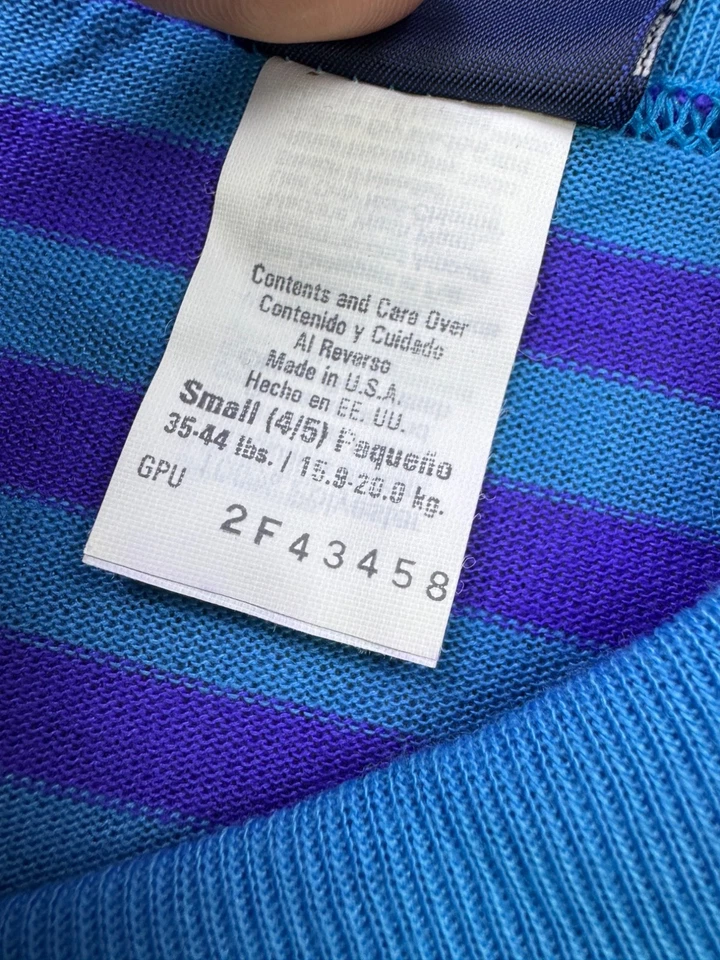 Contents and Care Over
Contenido y Cuidado
Al Reverso
Made in U.S.A.
Hecho en EE. UU.
Small (4/5) Paqueño
35-44 lbs. / 15.9-20.0 kg.
GPU
2F43458